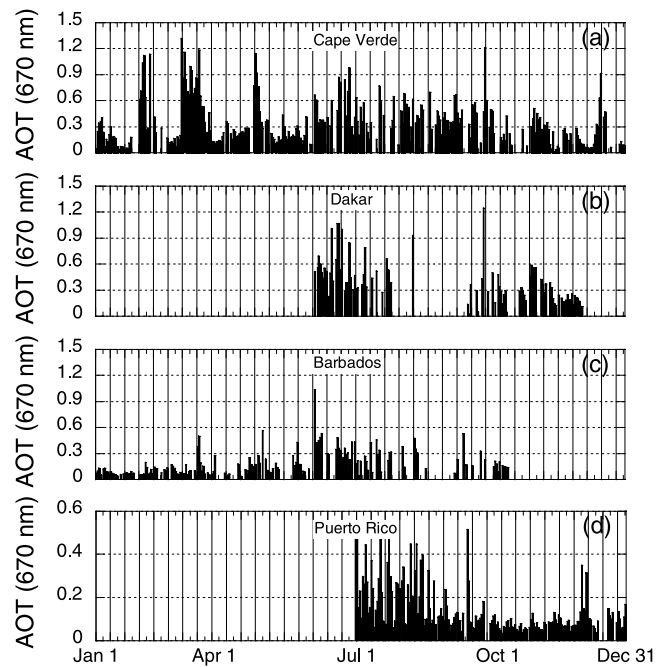 1.5
Cape Verde
(a)
1.2
0.9
0.6
0.3
0
AOT (670 nm)
1.5
Dakar
(b)
1.2
0.9
0.6
0.3
0
AOT (670 nm)
1.5
Barbados
(c)
1.2
0.9
0.6
0.3
0
AOT (670 nm)
0.6
Puerto Rico
(d)
0.4
0.2
0
AOT (670 nm)
Jan 1 Apr 1 Jul 1 Oct 1 Dec 31